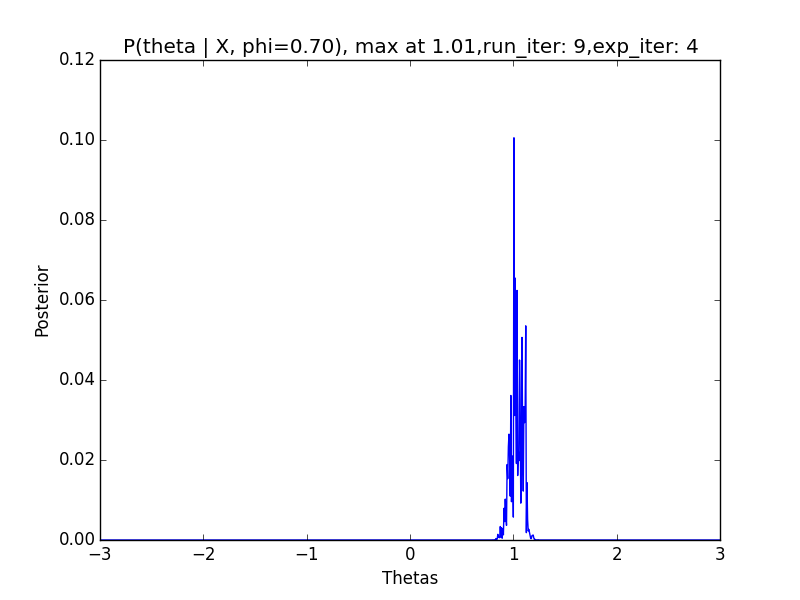 P(theta | X, phi=0.70), max at 1.01,run_iter: 9,exp_iter: 4
0.12
0.10
0.08
0.06
0.04
0.02
0.00
Posterior
−3 −2 −1 0 1 2 3
Thetas